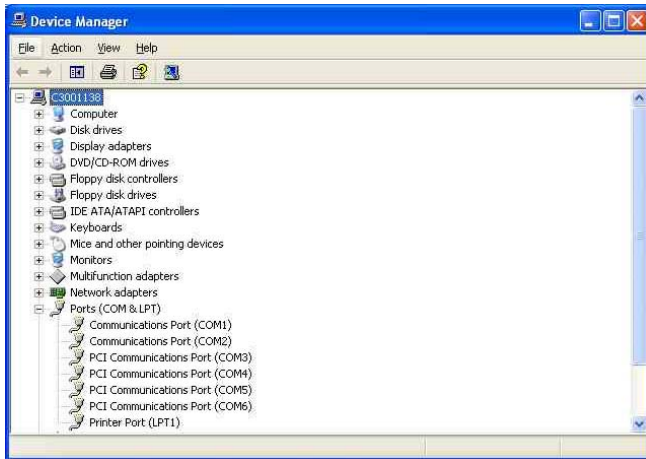 Device Manager
File Action View Help
C3001138
Computer
Disk drives
Display adapters
DVD/CD-ROM drives
Floppy disk controllers
Floppy disk drives
IDE ATA/ATAPI controllers
Keyboards
Mice and other pointing devices
Monitors
Multifunction adapters
Network adapters
Ports (COM & LPT)
Communications Port (COM1)
Communications Port (COM2)
PCI Communications Port (COM3)
PCI Communications Port (COM4)
PCI Communications Port (COM5)
PCI Communications Port (COM6)
Printer Port (LPT1)